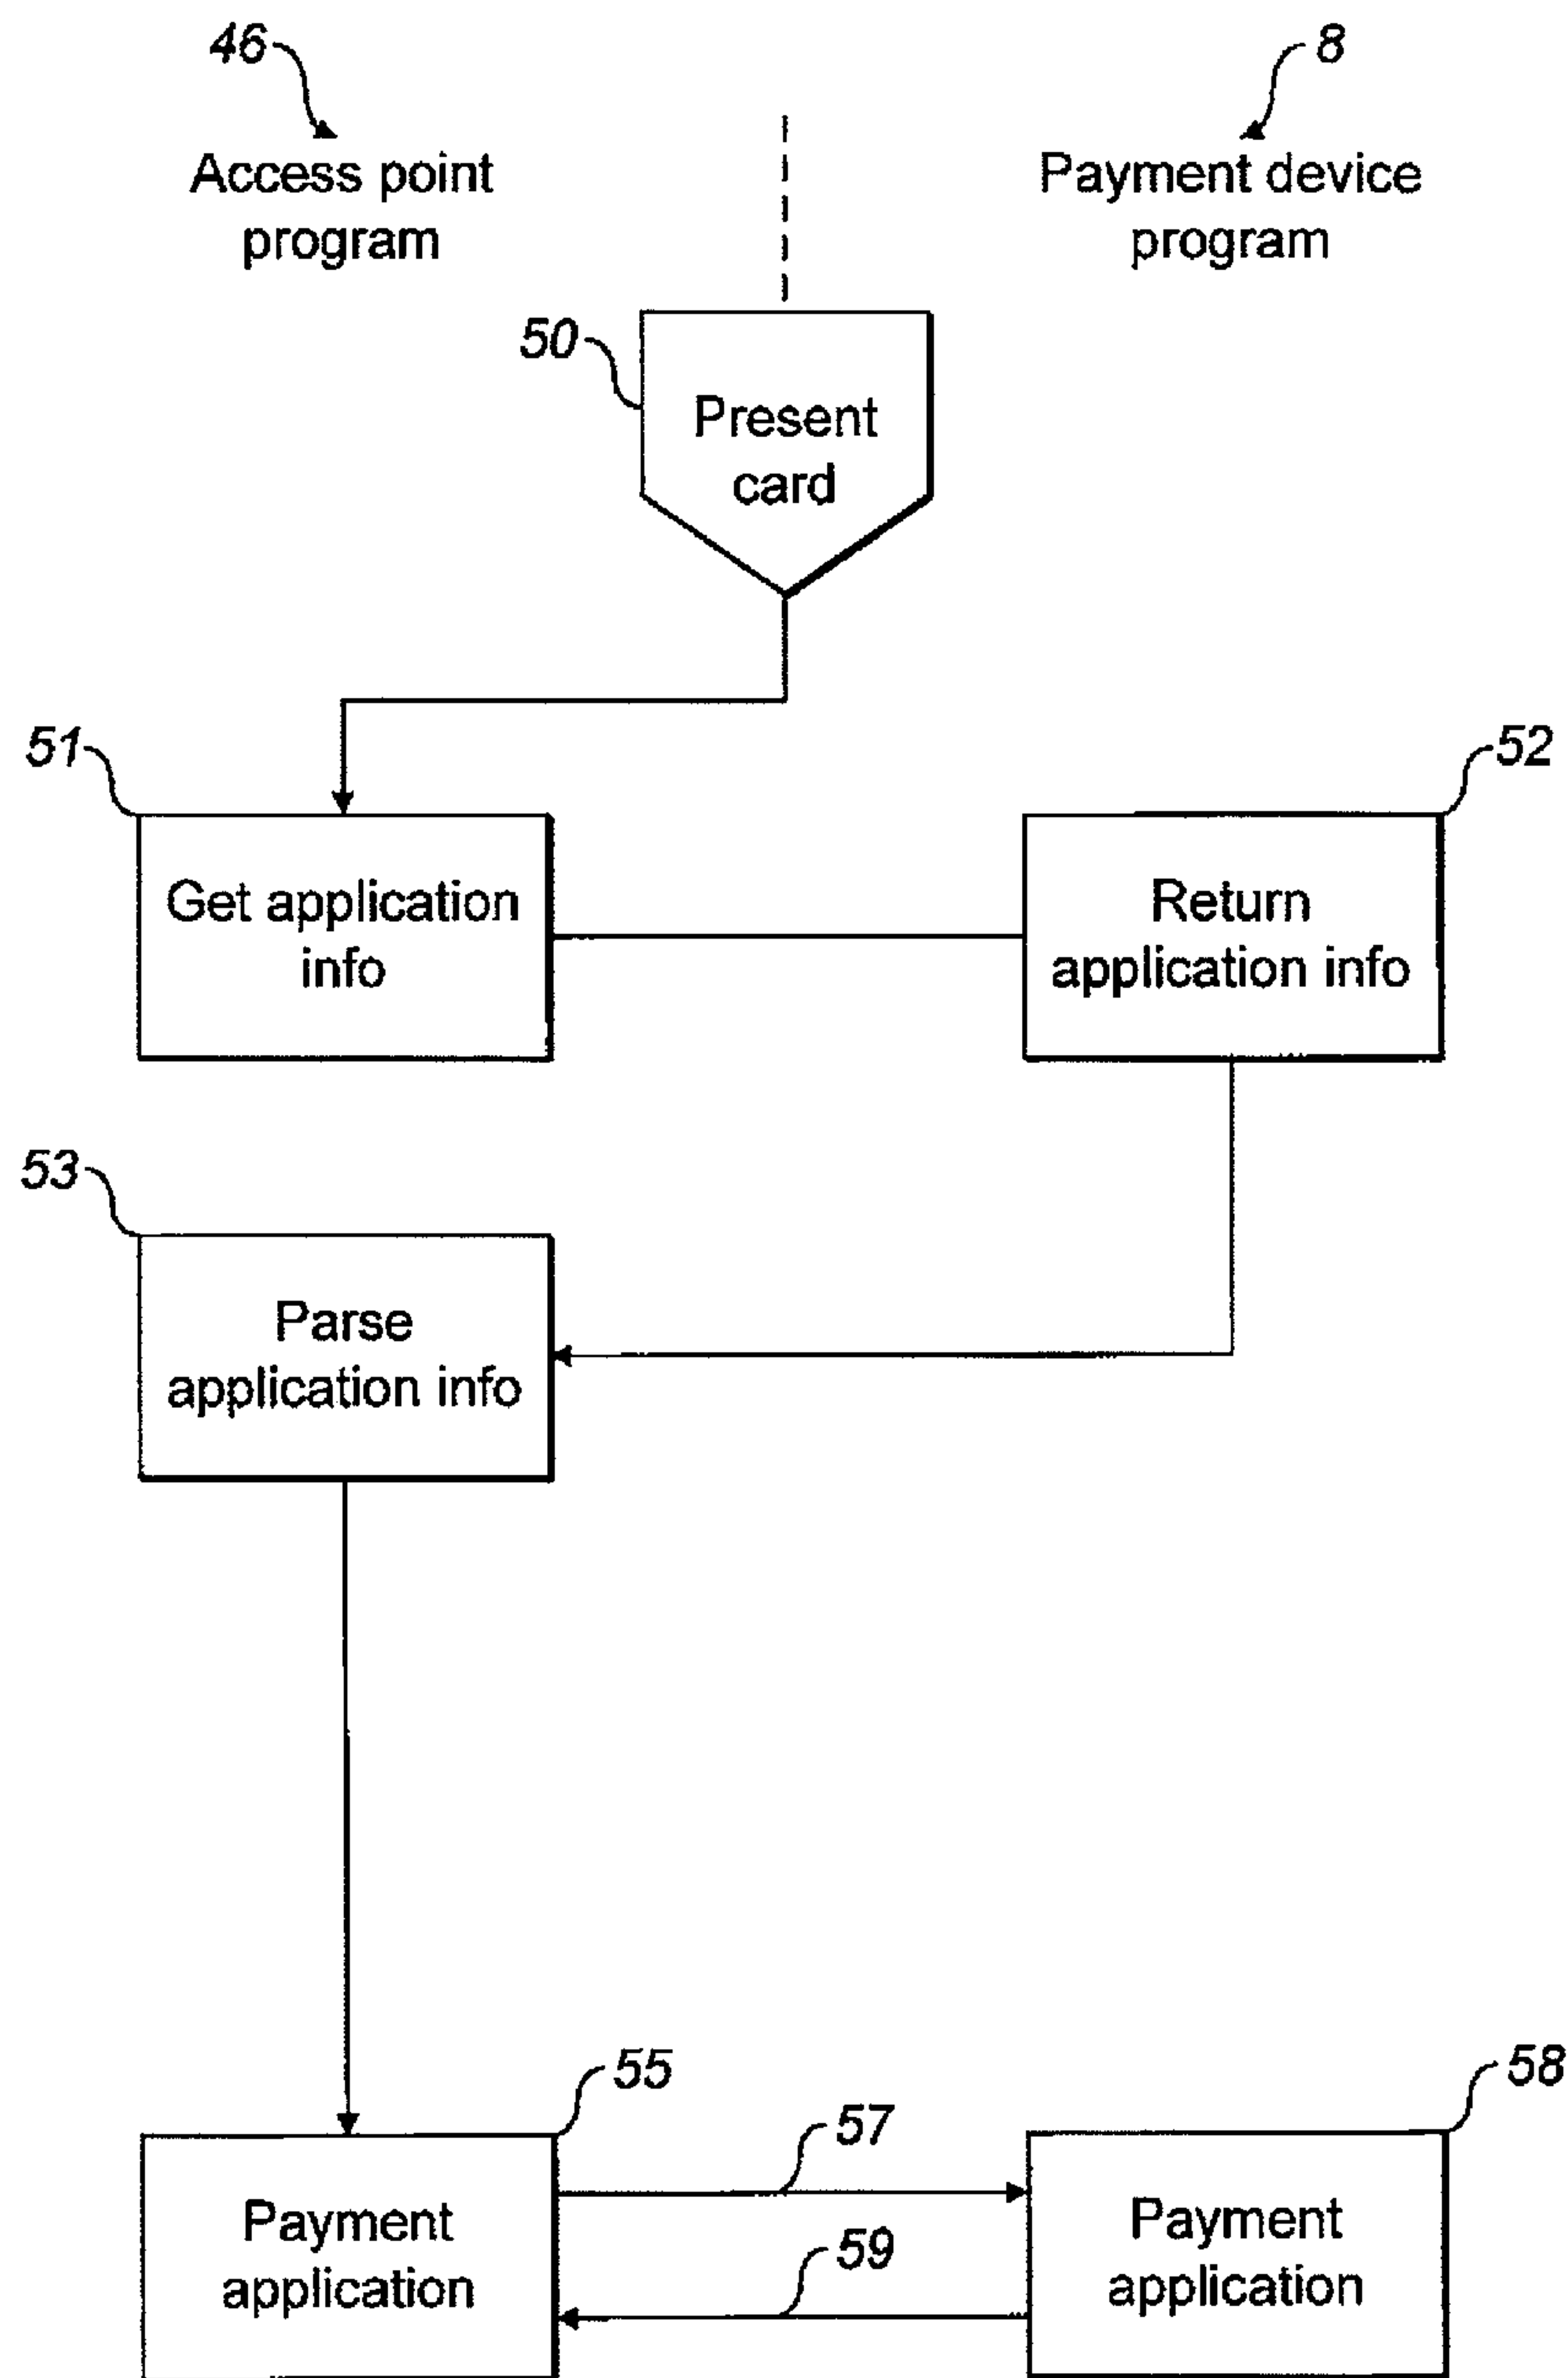 46
8
Access point
program
Payment device
program
50
Present
card
51
52
Get application
info
Return
application info
53
Parse
application info
55
58
57
Payment
application
59
Payment
application